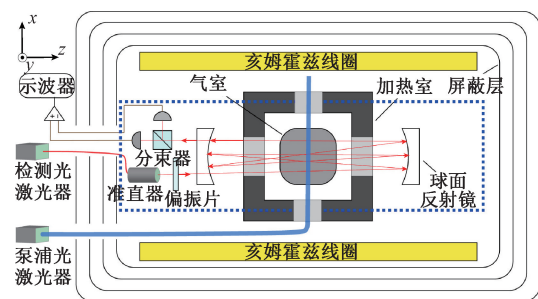 x
z
y
示波器
+ -
检测光
激光器
泵浦光
激光器
亥姆霍兹线圈
气室
加热室
屏蔽层
分束器
准直器
偏振片
球面
反射镜
亥姆霍兹线圈